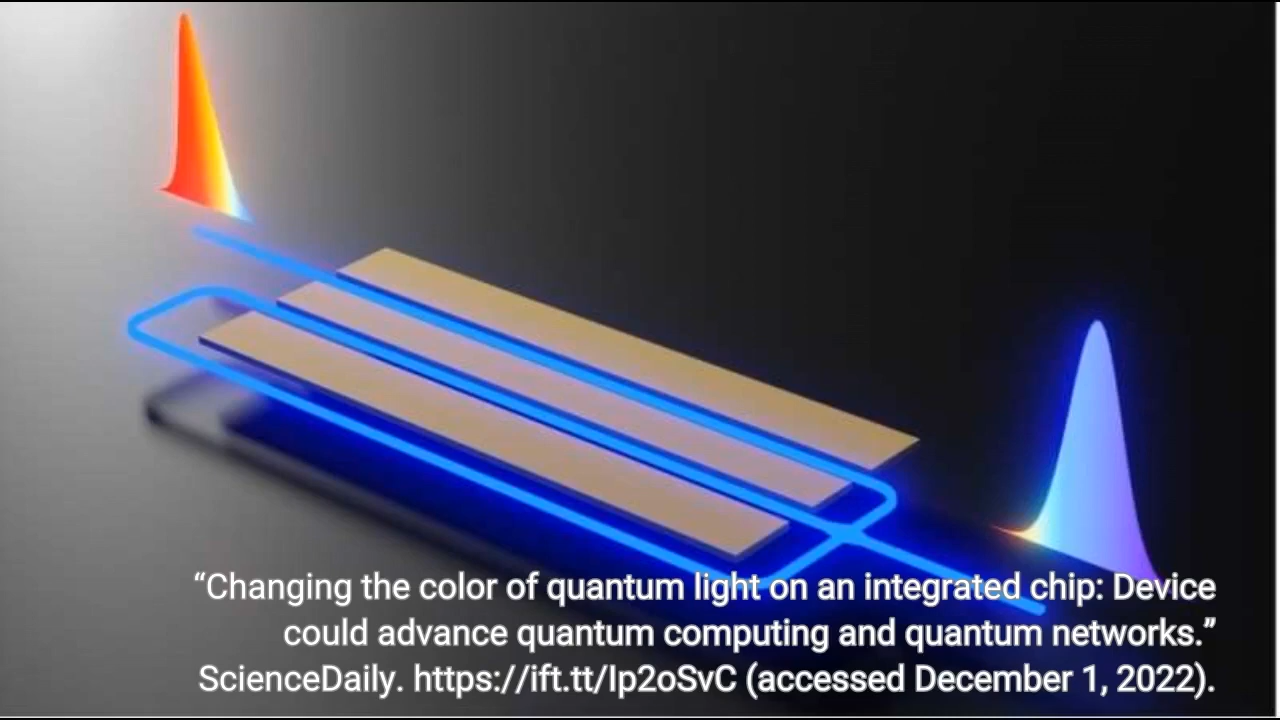 “Changing the color of quantum light on an integrated chip: Device
could advance quantum computing and quantum networks.”
ScienceDaily. https://ift.tt/Ip2oSvC (accessed December 1, 2022).